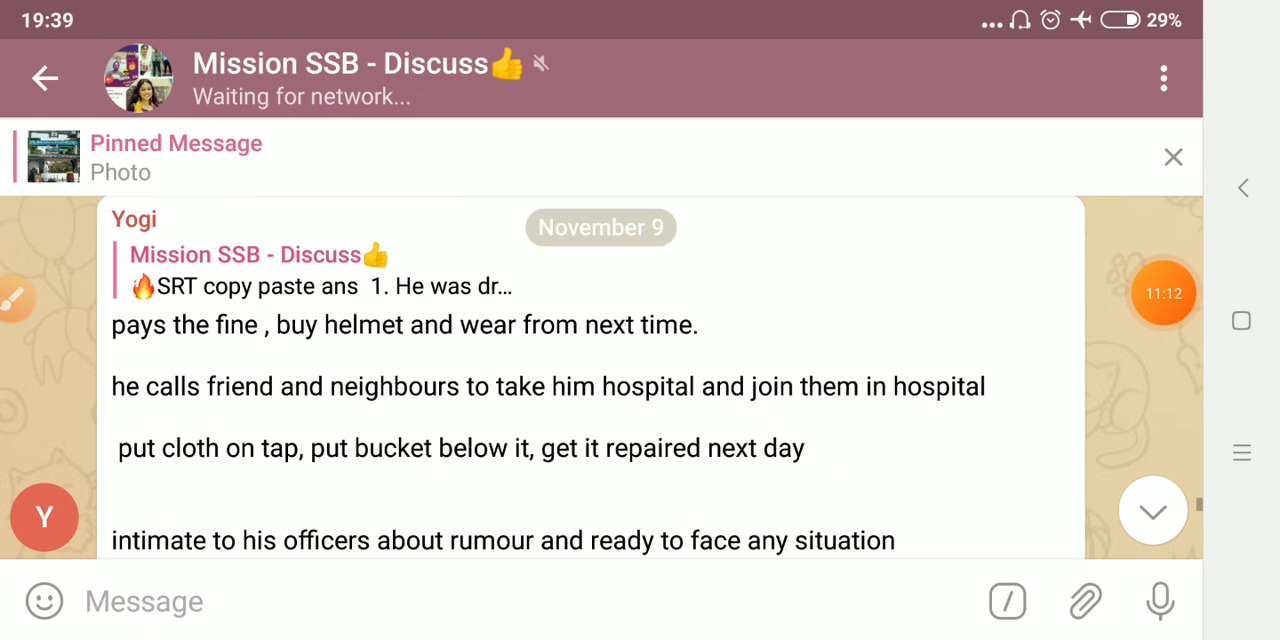 19:39
29%
Mission SSB - Discuss👍
Waiting for network...
Pinned Message
Photo
Yogi
November 9
Mission SSB - Discuss👍
🔥SRT copy paste ans 1. He was dr...
11:12
pays the fine , buy helmet and wear from next time.
he calls friend and neighbours to take him hospital and join them in hospital
put cloth on tap, put bucket below it, get it repaired next day
Y
intimate to his officers about rumour and ready to face any situation
Message